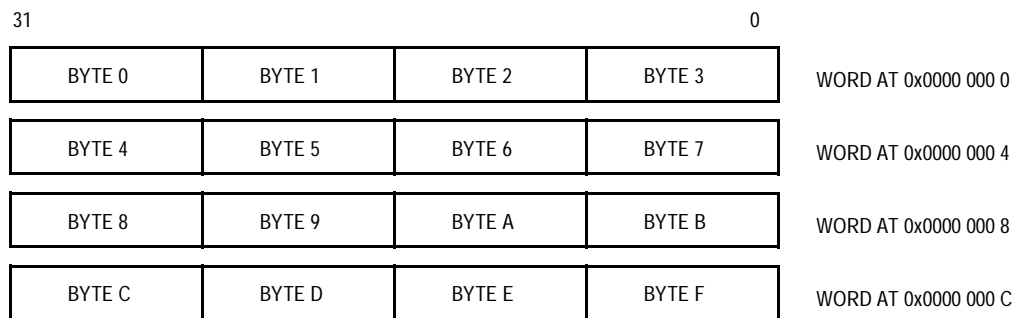 31 0
BYTE 0 BYTE 1 BYTE 2 BYTE 3 WORD AT 0x0000 000 0
BYTE 4 BYTE 5 BYTE 6 BYTE 7 WORD AT 0x0000 000 4
BYTE 8 BYTE 9 BYTE A BYTE B WORD AT 0x0000 000 8
BYTE C BYTE D BYTE E BYTE F WORD AT 0x0000 000 C